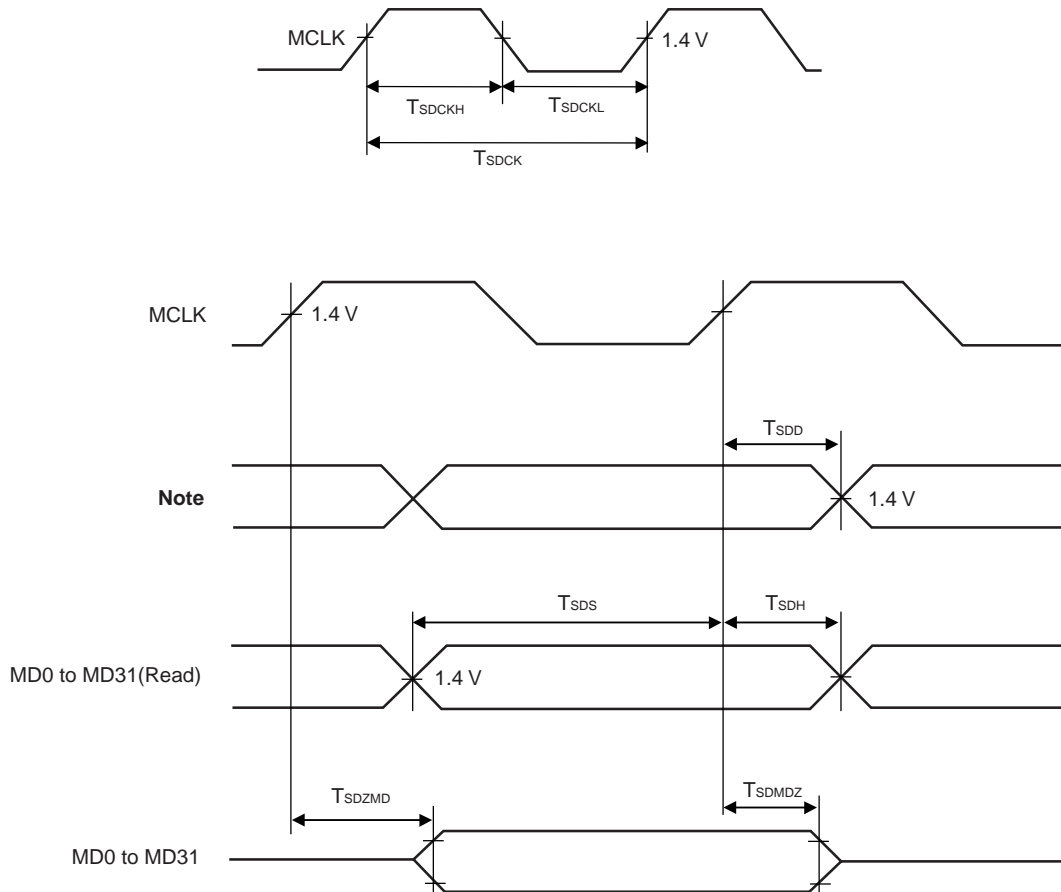 MCLK
1.4 V
TSDCKH
TSDCKL
TSDCK
MCLK
1.4 V
TSDD
Note
1.4 V
TSDS
TSDH
MD0 to MD31(Read)
1.4 V
TSDZMD
TSDMDZ
MD0 to MD31